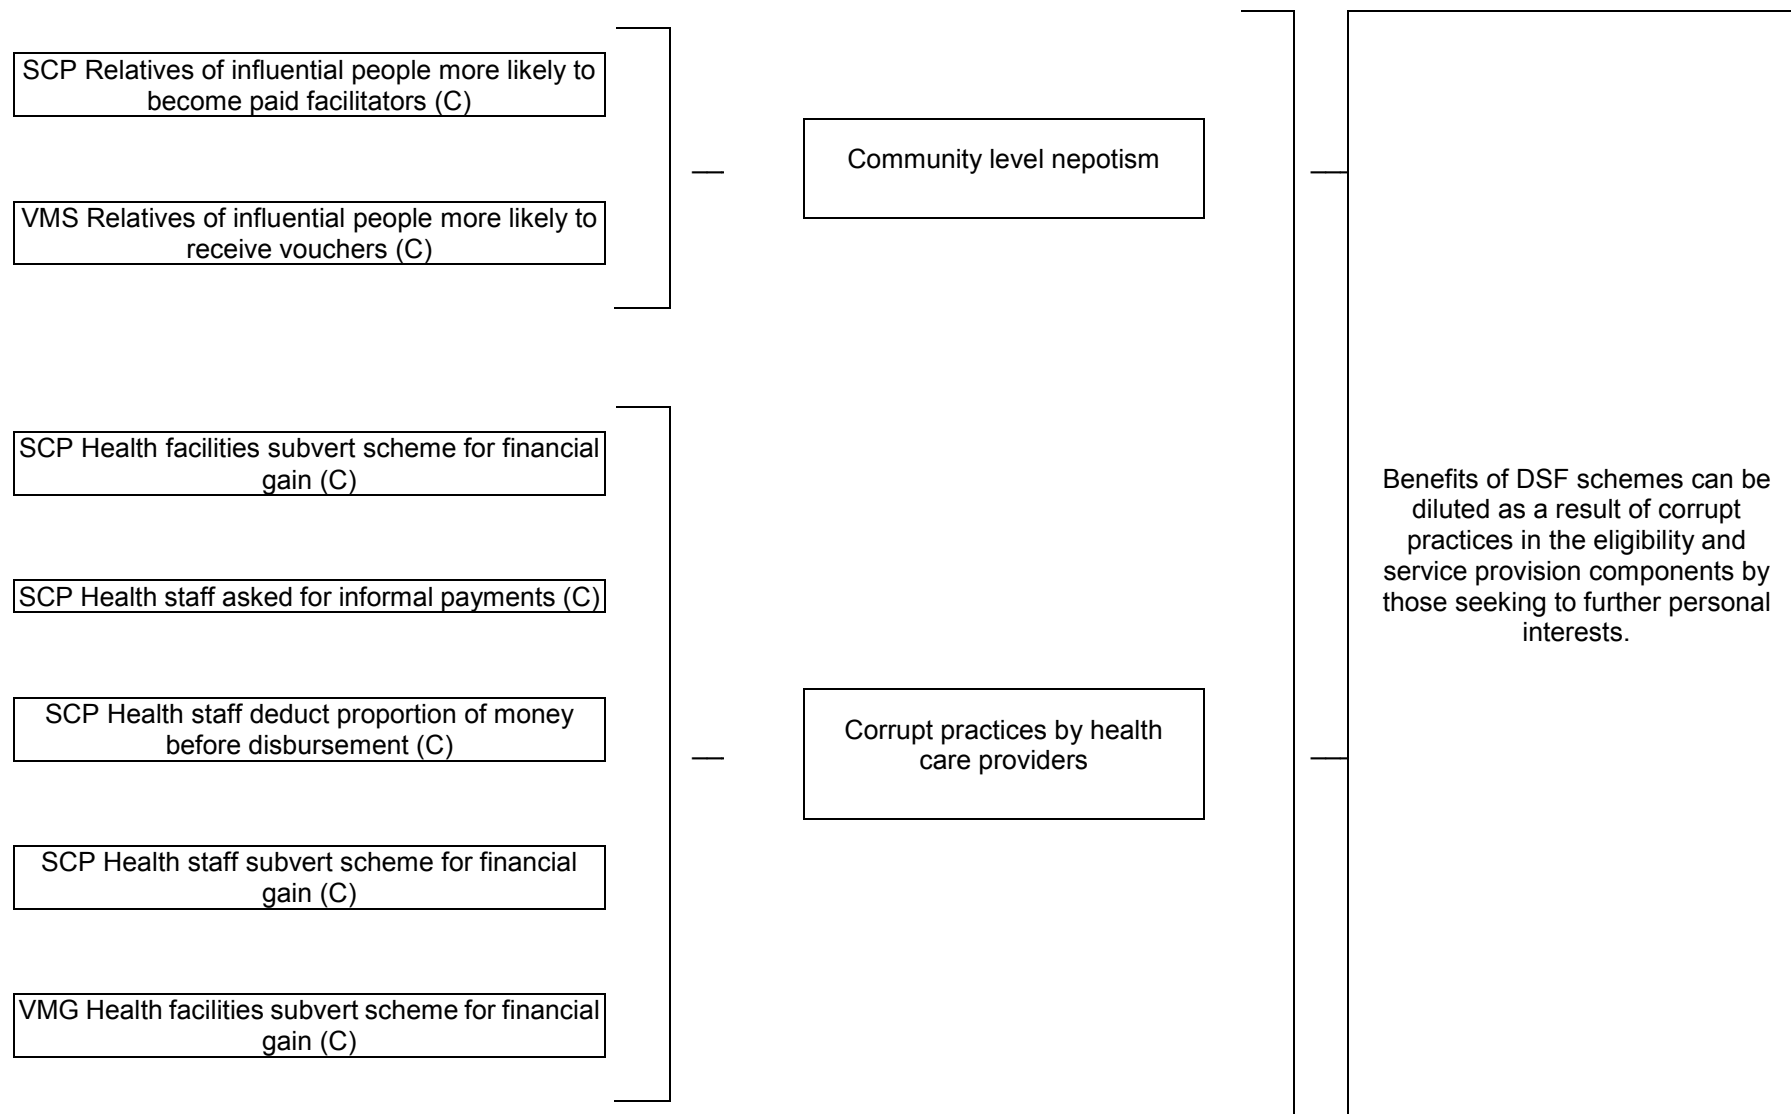 SCP Relatives of influential people more likely to
become paid facilitators (C)
VMS Relatives of influential people more likely to
receive vouchers (C)
Community level nepotism
SCP Health facilities subvert scheme for financial
gain (C)
SCP Health staff asked for informal payments (C)
SCP Health staff deduct proportion of money
before disbursement (C)
SCP Health staff subvert scheme for financial
gain (C)
VMG Health facilities subvert scheme for financial
gain (C)
Corrupt practices by health
care providers
Benefits of DSF schemes can be
diluted as a result of corrupt
practices in the eligibility and
service provision components by
those seeking to further personal
interests.